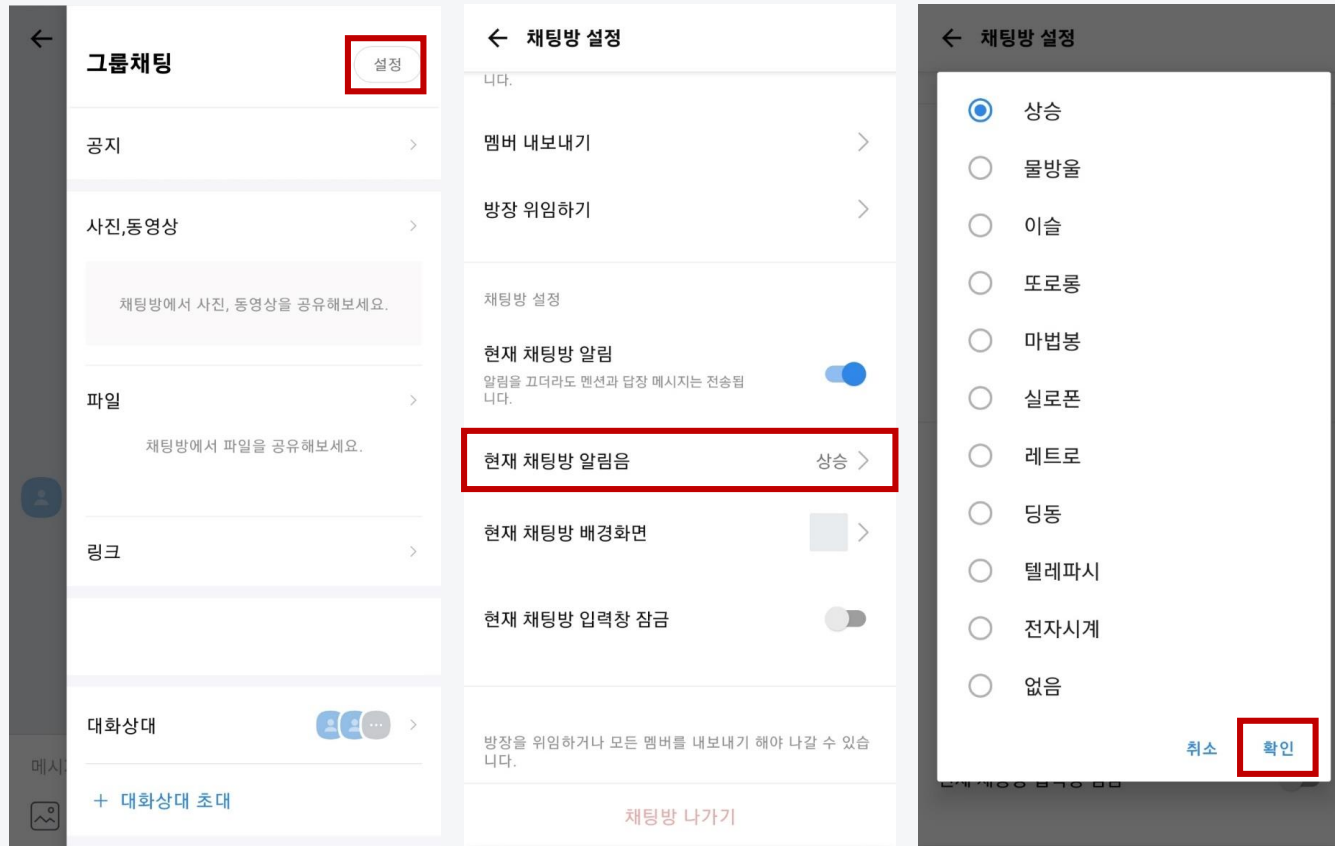 그룹채팅
설정
공지
사진,동영상
채팅방에서 사진, 동영상을 공유해보세요.
파일
채팅방에서 파일을 공유해보세요.
링크
대화상대
+ 대화상대 초대
메시
채팅방 설정
니다.
멤버 내보내기
방장 위임하기
채팅방 설정
현재 채팅방 알림
알림을 끄더라도 멘션과 답장 메시지는 전송됩
니다.
현재 채팅방 알림음 상승
현재 채팅방 배경화면
현재 채팅방 입력창 잠금
방장을 위임하거나 모든 멤버를 내보내기 해야 나갈 수 있습
니다.
채팅방 나가기
채팅방 설정
상승
물방울
이슬
또로롱
마법봉
실로폰
레트로
딩동
텔레파시
전자시계
없음
취소 확인